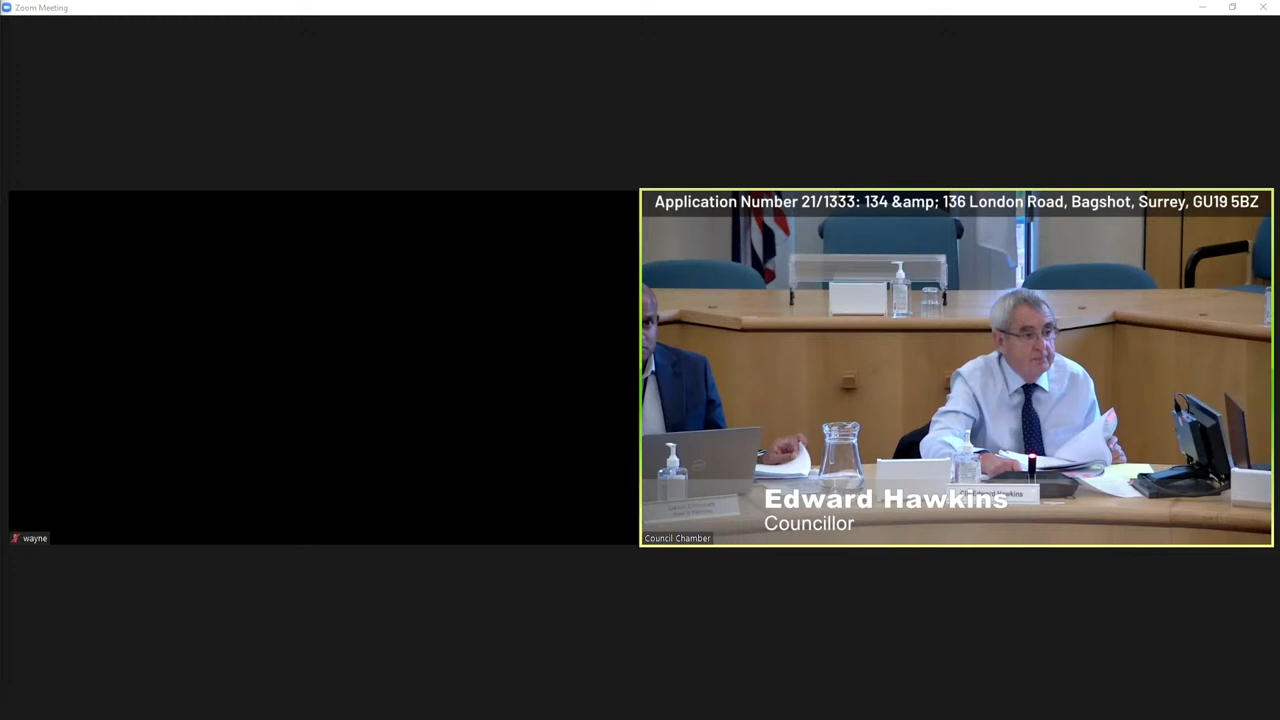 Zoom Meeting
Application Number 21/1333: 134 &amp; 136 London Road, Bagshot, Surrey, GU19 5BZ
Edward Hawkins
Councillor
wayne
Council Chamber